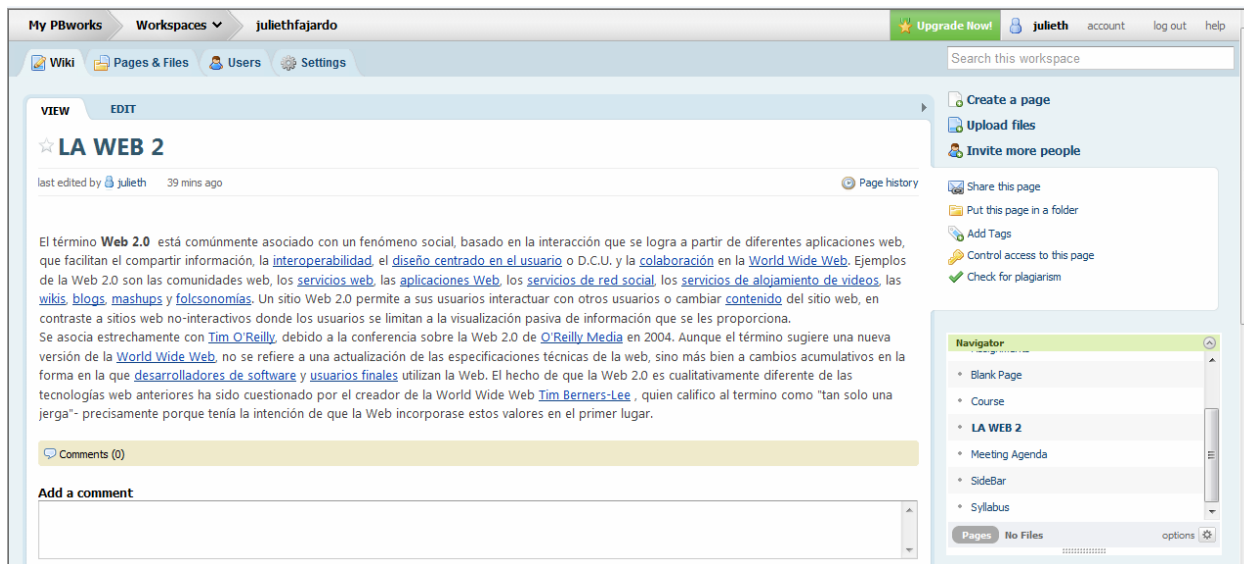 My PBworks Workspaces juliethfajardo Upgrade Now! julieth account log out help
Wiki Pages & Files Users Settings Search this workspace
VIEW EDIT
LA WEB 2
last edited by julieth 39 mins ago Page history
El término Web 2.0 está comúnmente asociado con un fenómeno social, basado en la interacción que se logra a partir de diferentes aplicaciones web,
que facilitan el compartir información, la interoperabilidad, el diseño centrado en el usuario o D.C.U. y la colaboración en la World Wide Web. Ejemplos
de la Web 2.0 son las comunidades web, los servicios web, las aplicaciones Web, los servicios de red social, los servicios de alojamiento de videos, las
wikis, blogs, mashups y folcsonomías. Un sitio Web 2.0 permite a sus usuarios interactuar con otros usuarios o cambiar contenido del sitio web, en
contraste a sitios web no-interactivos donde los usuarios se limitan a la visualización pasiva de información que se les proporciona.
Se asocia estrechamente con Tim O'Reilly, debido a la conferencia sobre la Web 2.0 de O'Reilly Media en 2004. Aunque el término sugiere una nueva
versión de la World Wide Web, no se refiere a una actualización de las especificaciones técnicas de la web, sino más bien a cambios acumulativos en la
forma en la que desarrolladores de software y usuarios finales utilizan la Web. El hecho de que la Web 2.0 es cualitativamente diferente de las
tecnologías web anteriores ha sido cuestionado por el creador de la World Wide Web Tim Berners-Lee , quien califico al termino como "tan solo una
jerga"- precisamente porque tenía la intención de que la Web incorporase estos valores en el primer lugar.
Comments (0)
Add a comment
Create a page
Upload files
Invite more people
Share this page
Put this page in a folder
Add Tags
Control access to this page
Check for plagiarism
Navigator
Blank Page
Course
LA WEB 2
Meeting Agenda
SideBar
Syllabus
Pages No Files options